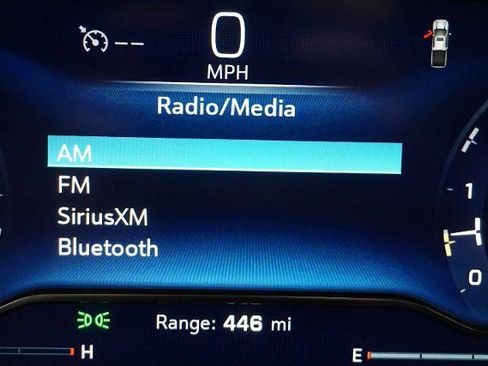 0
MPH
Radio/Media
AM
FM
SiriusXM
Bluetooth
1
0
Range: 446 mi
H
E